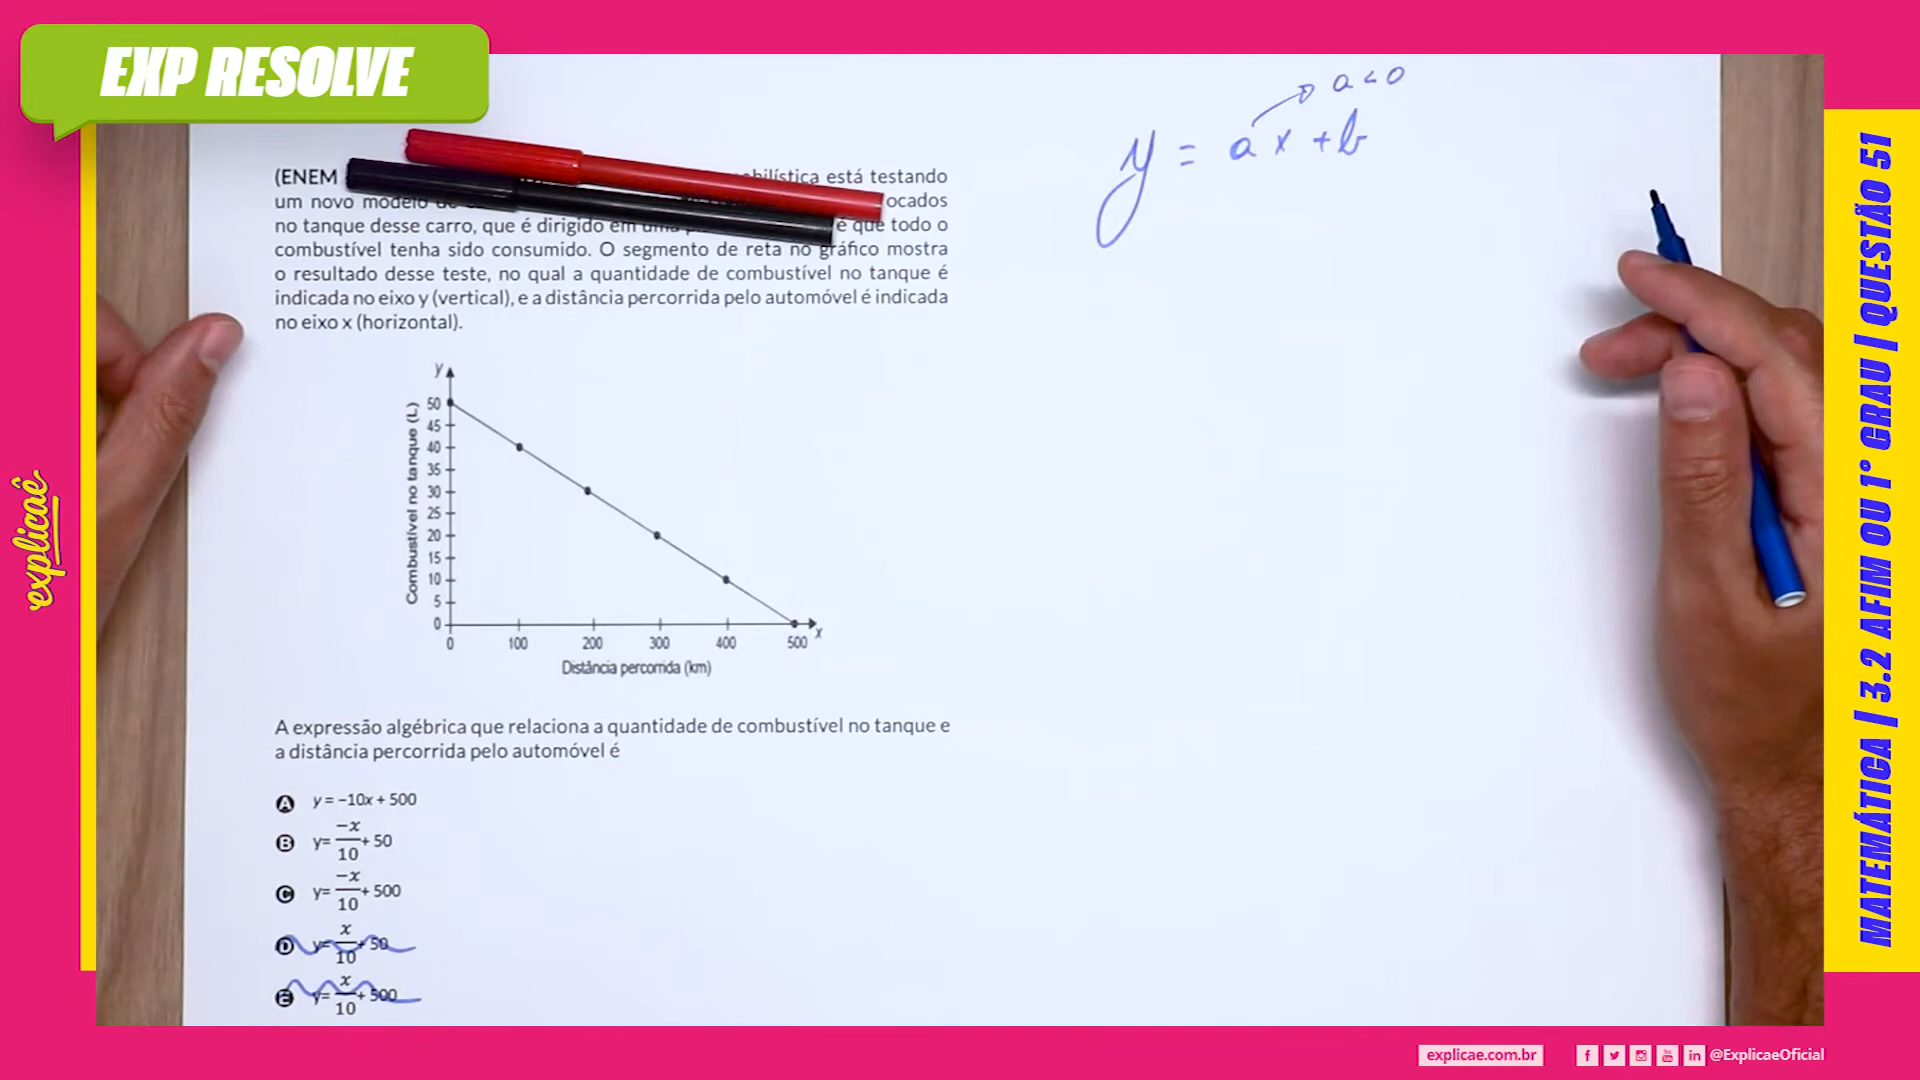 EXP RESOLVE
a < 0
y = ax + b
(ENEM está testando
um novo modelo ocados
no tanque desse carro, que é dirigido em é que todo o
combustível tenha sido consumido. O segmento de reta no gráfico mostra
o resultado desse teste, no qual a quantidade de combustível no tanque é
indicada no eixo y (vertical), e a distância percorrida pelo automóvel é indicada
no eixo x (horizontal).
y
Combustível no tanque (L)
50
45
40
35
30
25
20
15
10
5
0
0 100 200 300 400 500 x
Distância percorrida (km)
A expressão algébrica que relaciona a quantidade de combustível no tanque e
a distância percorrida pelo automóvel é
A y = −10x + 500
B y= −x/10 + 50
C y= −x/10 + 500
D y= x/10 + 50
E y= x/10 + 500
explicaê
MATEMÁTICA | 3.2 AFIM OU 1° GRAU | QUESTÃO 51
explicae.com.br @ExplicaeOficial